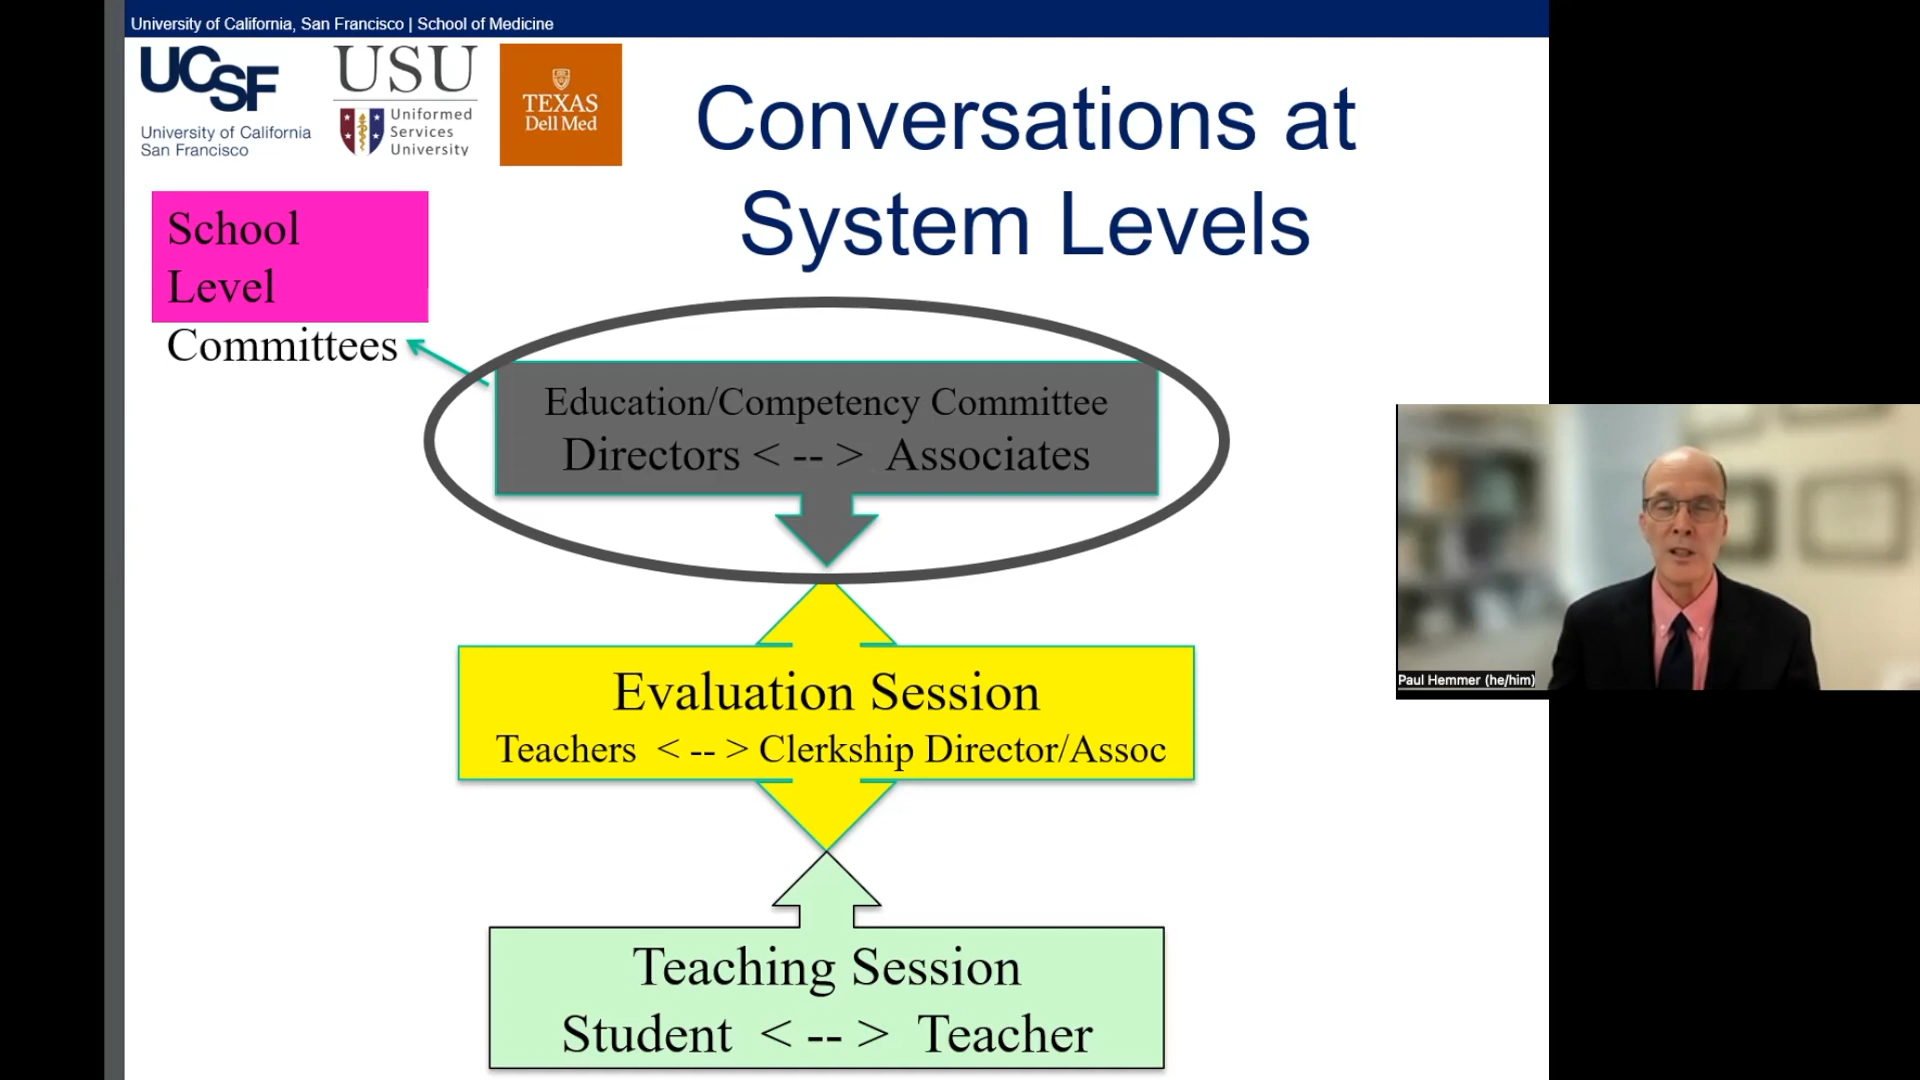 University of California, San Francisco | School of Medicine
UCSF
University of California
San Francisco
USU
Uniformed
Services
University
TEXAS
Dell Med
Conversations at
System Levels
School
Level
Committees
Education/Competency Committee
Directors < -- > Associates
Evaluation Session
Teachers < -- > Clerkship Director/Assoc
Teaching Session
Student < -- > Teacher
Paul Hemmer (he/him)